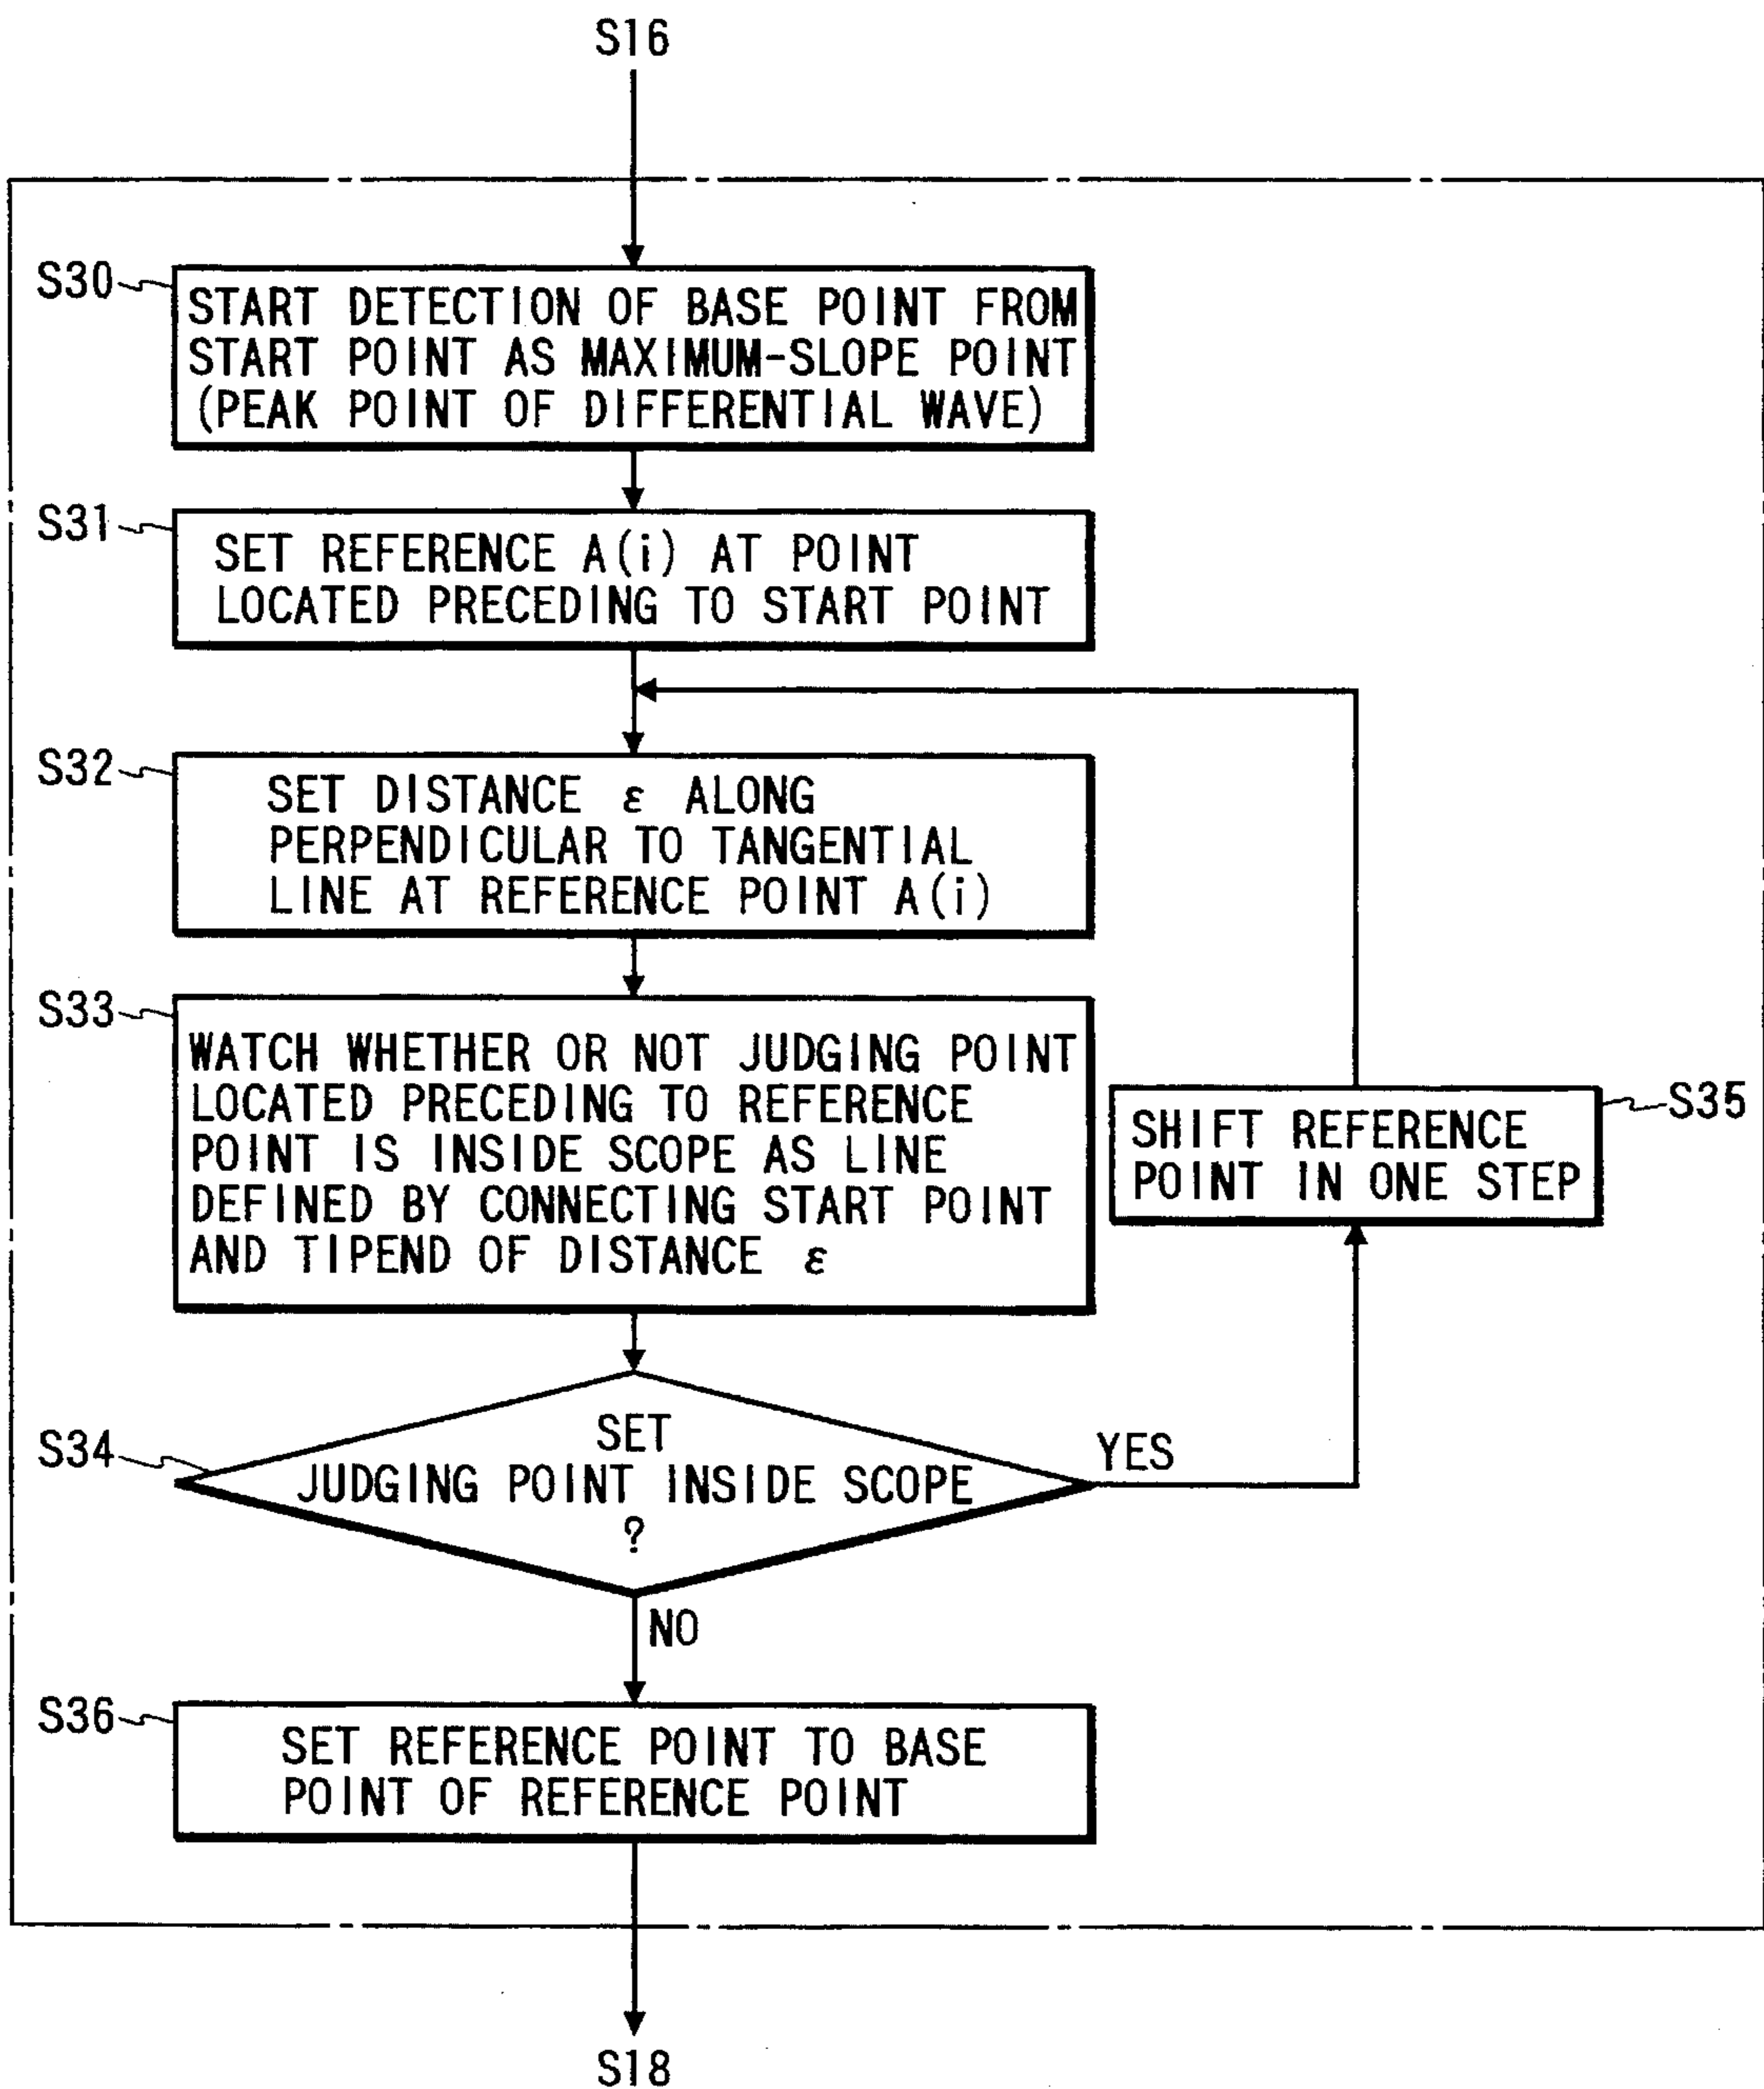 S16
S30
START DETECTION OF BASE POINT FROM
START POINT AS MAXIMUM-SLOPE POINT
(PEAK POINT OF DIFFERENTIAL WAVE)
S31
SET REFERENCE A(i) AT POINT
LOCATED PRECEDING TO START POINT
S32
SET DISTANCE ε ALONG
PERPENDICULAR TO TANGENTIAL
LINE AT REFERENCE POINT A(i)
S33
WATCH WHETHER OR NOT JUDGING POINT
LOCATED PRECEDING TO REFERENCE
POINT IS INSIDE SCOPE AS LINE
DEFINED BY CONNECTING START POINT
AND TIPEND OF DISTANCE ε
S35
SHIFT REFERENCE
POINT IN ONE STEP
S34
SET
JUDGING POINT INSIDE SCOPE
?
YES
NO
S36
SET REFERENCE POINT TO BASE
POINT OF REFERENCE POINT
S18